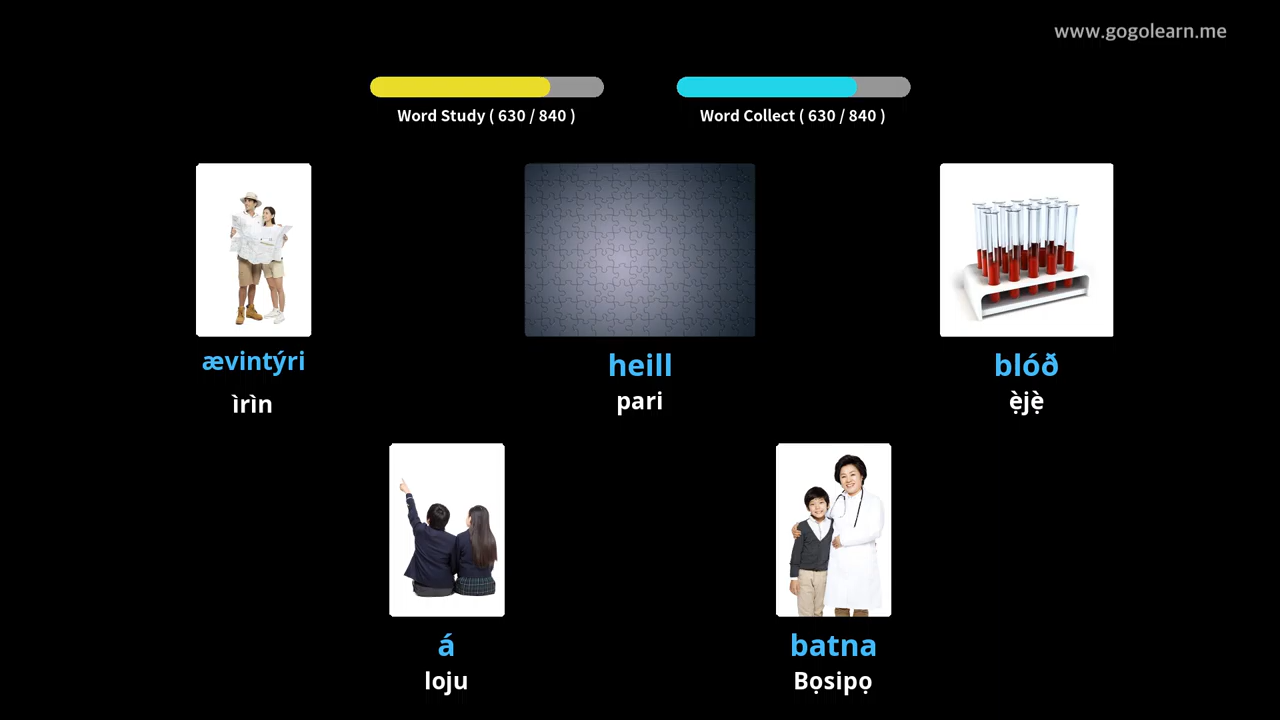 www.gogolearn.me
Word Study ( 630 / 840 )
Word Collect ( 630 / 840 )
ævintýri
ìrìn
heill
pari
blóð
ẹ̀jẹ̀
á
loju
batna
Bọsipọ